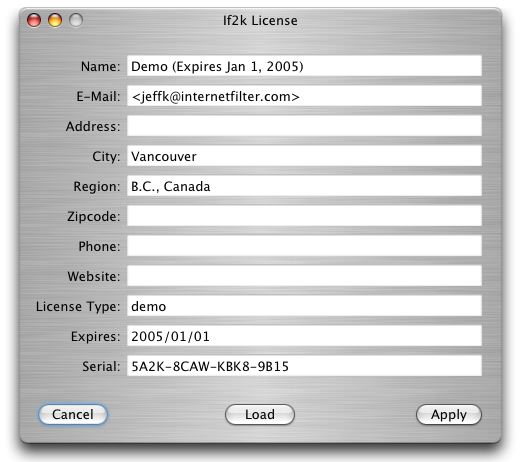 If2k License
Name: Demo (Expires Jan 1, 2005)
E-Mail: <jeffk@internetfilter.com>
Address:
City: Vancouver
Region: B.C., Canada
Zipcode:
Phone:
Website:
License Type: demo
Expires: 2005/01/01
Serial: 5A2K-8CAW-KBK8-9B15
Cancel Load Apply